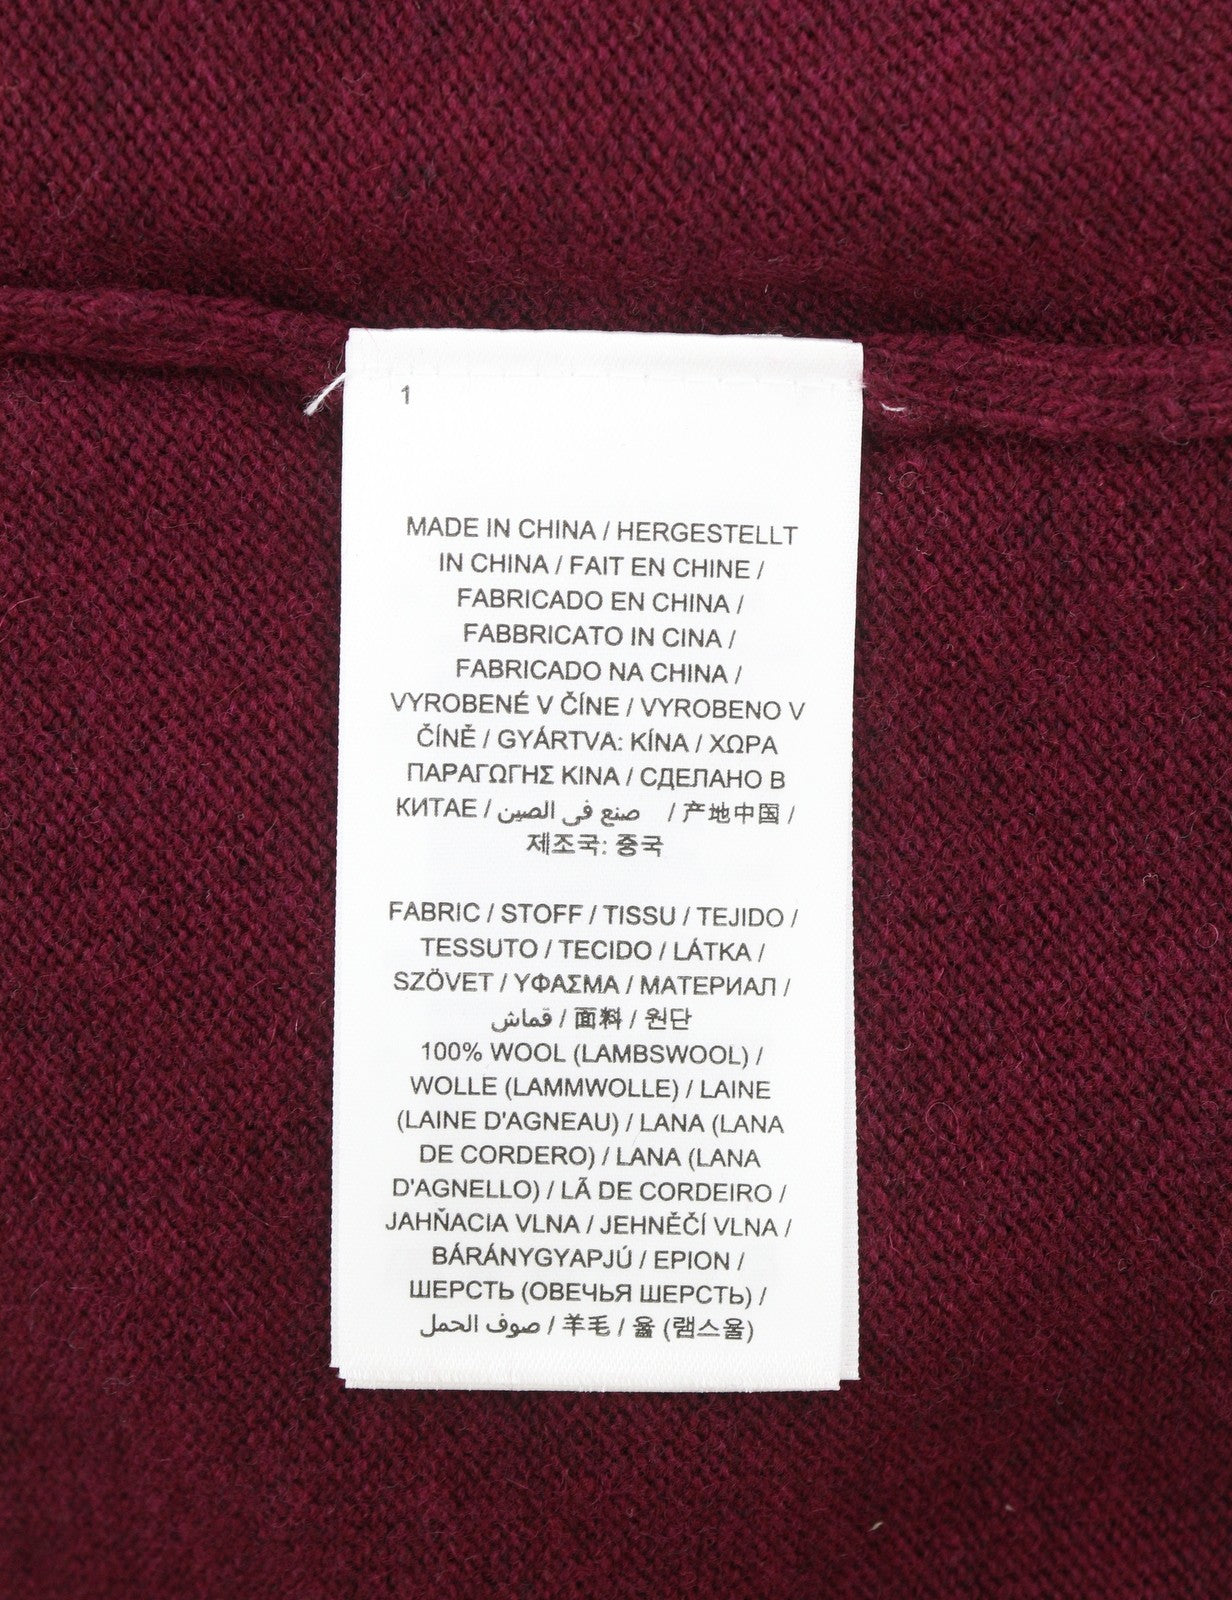 1
MADE IN CHINA / HERGESTELLT
IN CHINA / FAIT EN CHINE /
FABRICADO EN CHINA /
FABBRICATO IN CINA /
FABRICADO NA CHINA /
VYROBENÉ V ČÍNE / VYROBENO V
ČÍNĚ / GYÁRTVA: KÍNA / ΧΩΡΑ
ΠΑΡΑΓΩΓΗΣ ΚΙΝΑ / СДЕЛАНО В
КИТАЕ / صنع في الصين / 产地中国 /
제조국: 중국
FABRIC / STOFF / TISSU / TEJIDO /
TESSUTO / TECIDO / LÁTKA /
SZÖVET / ΥΦΑΣΜΑ / МАТЕРИАЛ /
قماش / 面料 / 원단
100% WOOL (LAMBSWOOL) /
WOLLE (LAMMWOLLE) / LAINE
(LAINE D'AGNEAU) / LANA (LANA
DE CORDERO) / LANA (LANA
D'AGNELLO) / LÃ DE CORDEIRO /
JAHŇACIA VLNA / JEHNĚČÍ VLNA /
BÁRÁNYGYAPJÚ / ΕΡΙΟΝ /
ШЕРСТЬ (ОВЕЧЬЯ ШЕРСТЬ) /
صوف الحمل / 羊毛 / 울 (램스울)